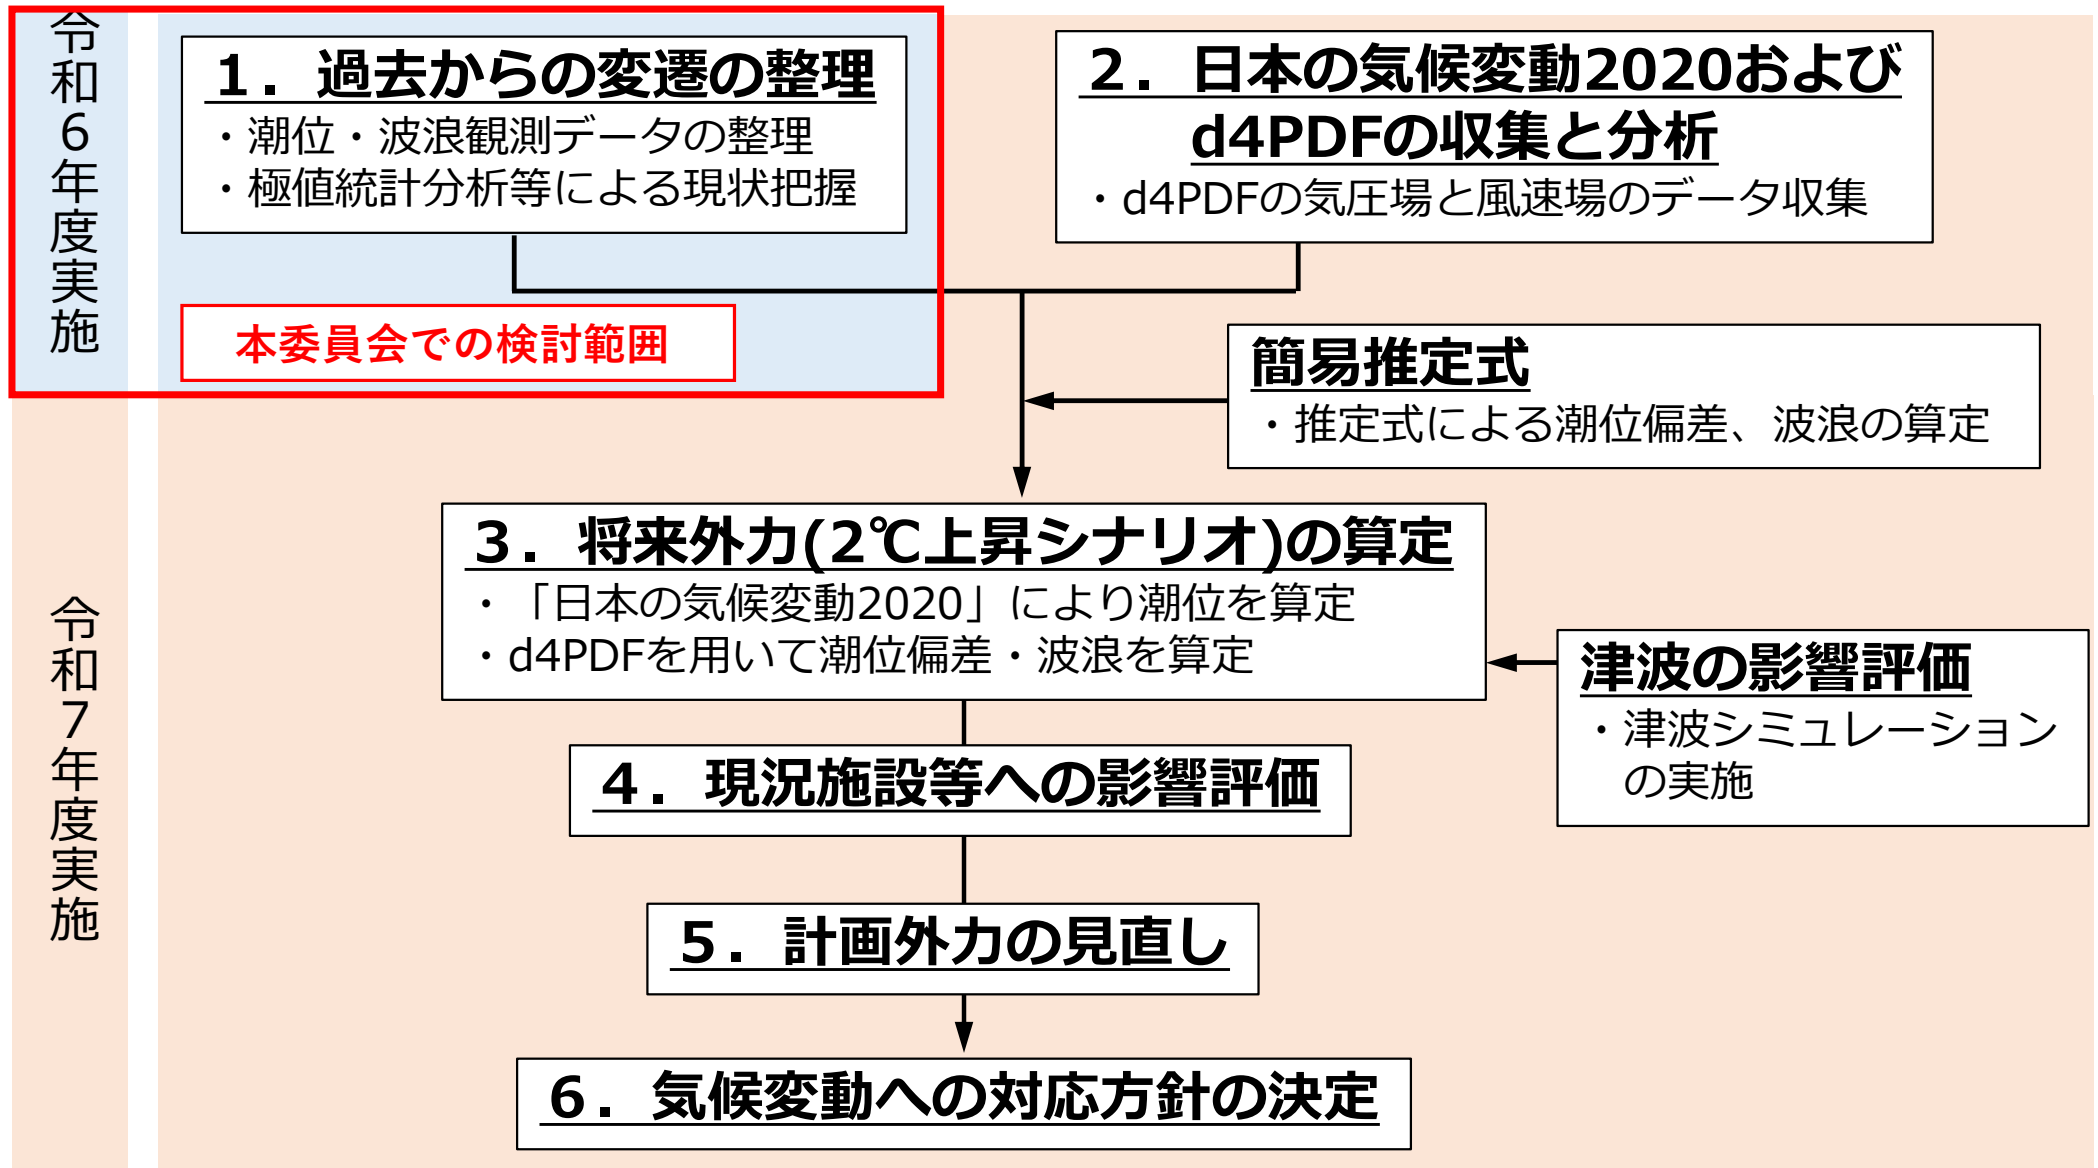 令和６年度実施
１．過去からの変遷の整理
・潮位・波浪観測データの整理
・極値統計分析等による現状把握
本委員会での検討範囲
２．日本の気候変動2020および
d4PDFの収集と分析
・d4PDFの気圧場と風速場のデータ収集
簡易推定式
・推定式による潮位偏差、波浪の算定
令和７年度実施
３．将来外力(2℃上昇シナリオ)の算定
・「日本の気候変動2020」により潮位を算定
・d4PDFを用いて潮位偏差・波浪を算定
津波の影響評価
・津波シミュレーション
の実施
４．現況施設等への影響評価
５．計画外力の見直し
６．気候変動への対応方針の決定